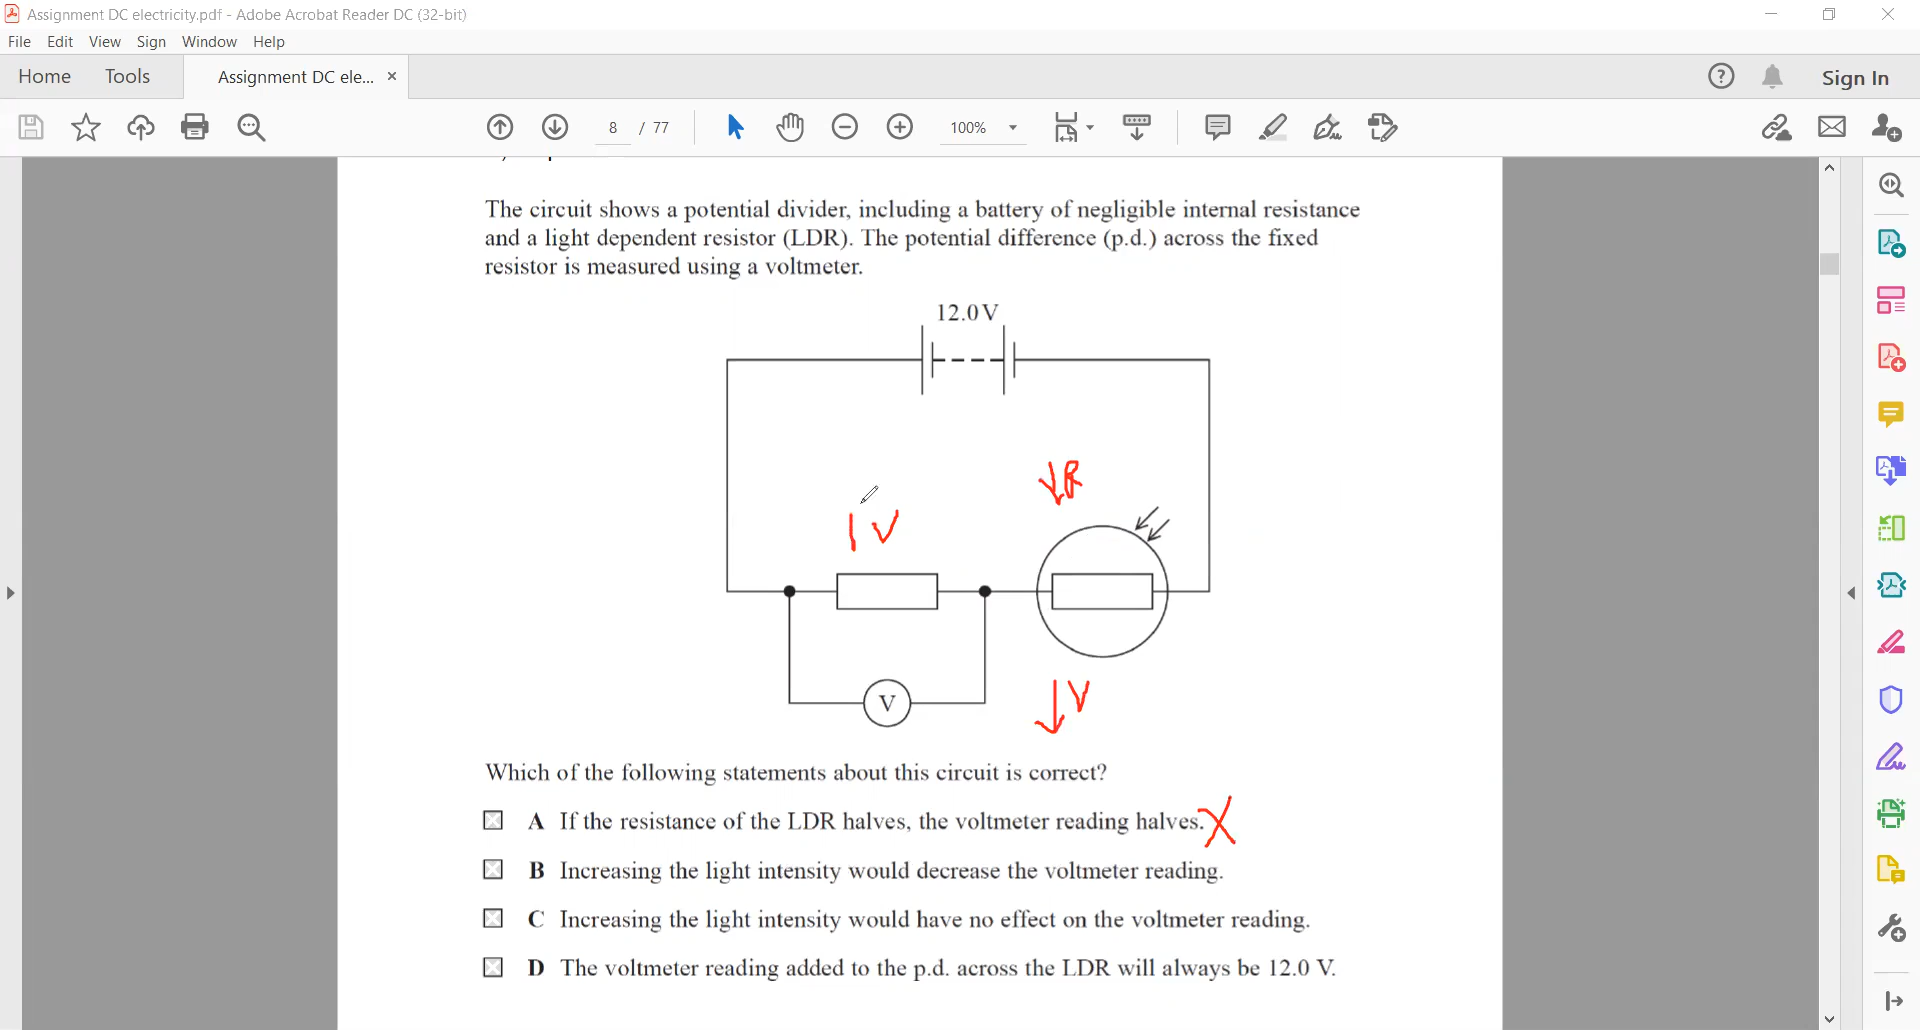 Assignment DC electricity.pdf - Adobe Acrobat Reader DC (32-bit)
File Edit View Sign Window Help
Home Tools Assignment DC ele... × Sign In
8 / 77 100%
The circuit shows a potential divider, including a battery of negligible internal resistance
and a light dependent resistor (LDR). The potential difference (p.d.) across the fixed
resistor is measured using a voltmeter.
12.0 V
↓R
V
V
↓V
Which of the following statements about this circuit is correct?
A If the resistance of the LDR halves, the voltmeter reading halves. X
B Increasing the light intensity would decrease the voltmeter reading.
C Increasing the light intensity would have no effect on the voltmeter reading.
D The voltmeter reading added to the p.d. across the LDR will always be 12.0 V.